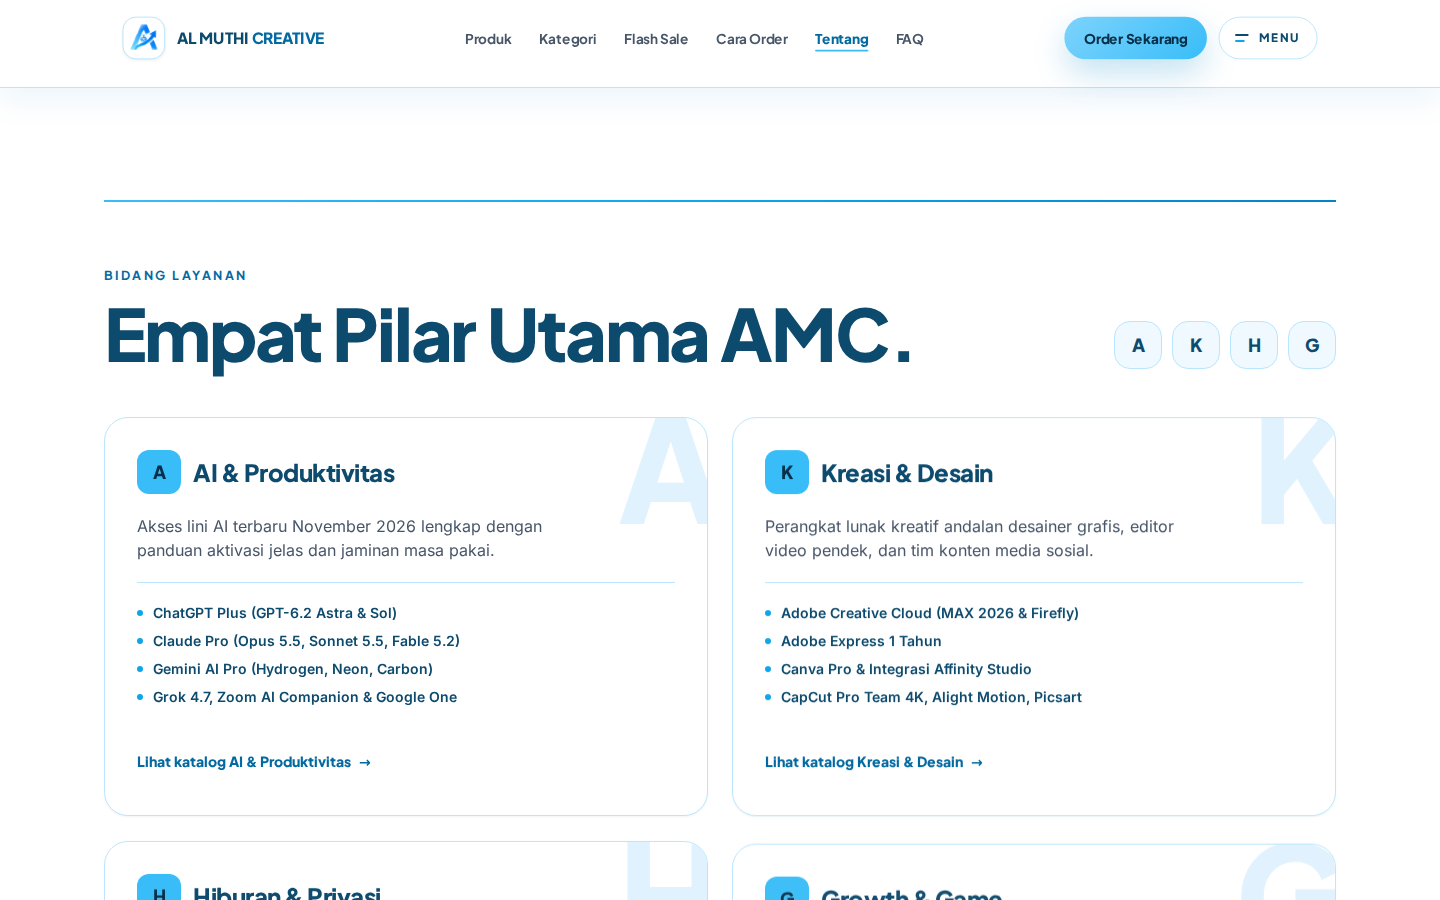 AL MUTHI CREATIVE
Produk
Kategori
Flash Sale
Cara Order
Tentang
FAQ
Order Sekarang
MENU
BIDANG LAYANAN
Empat Pilar Utama AMC.
A
K
H
G
A
A
AI & Produktivitas
Akses lini AI terbaru November 2026 lengkap dengan
panduan aktivasi jelas dan jaminan masa pakai.
ChatGPT Plus (GPT-6.2 Astra & Sol)
Claude Pro (Opus 5.5, Sonnet 5.5, Fable 5.2)
Gemini AI Pro (Hydrogen, Neon, Carbon)
Grok 4.7, Zoom AI Companion & Google One
Lihat katalog AI & Produktivitas →
K
K
Kreasi & Desain
Perangkat lunak kreatif andalan desainer grafis, editor
video pendek, dan tim konten media sosial.
Adobe Creative Cloud (MAX 2026 & Firefly)
Adobe Express 1 Tahun
Canva Pro & Integrasi Affinity Studio
CapCut Pro Team 4K, Alight Motion, Picsart
Lihat katalog Kreasi & Desain →
H
H
Hiburan & Privasi
G
G
Growth & Game